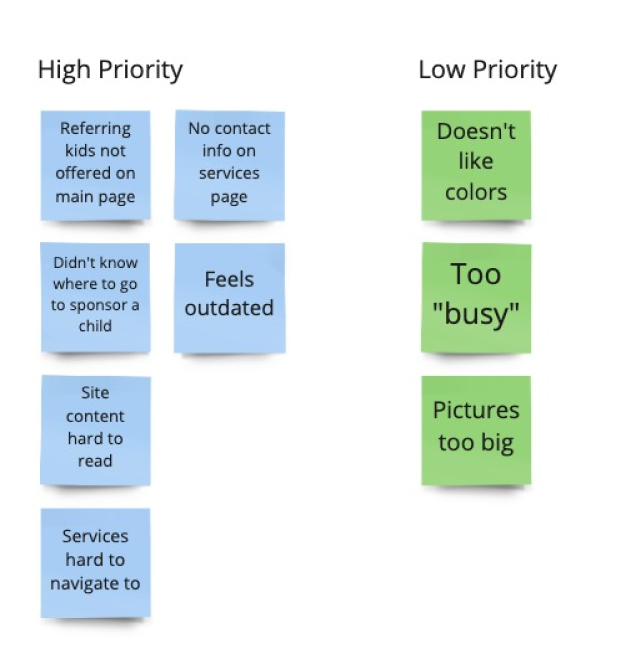 High Priority
Low Priority
Referring
kids not
offered on
main page
No contact
info on
services
page
Didn't know
where to go
to sponsor a
child
Feels
outdated
Site
content
hard to
read
Services
hard to
navigate to
Doesn't
like
colors
Too
"busy"
Pictures
too big